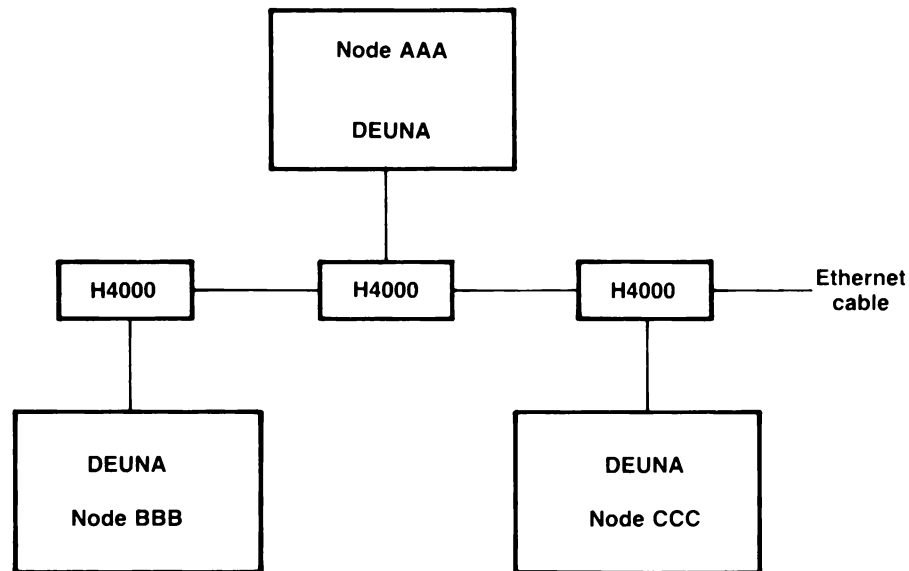 Node AAA
DEUNA
H4000
H4000
H4000
Ethernet
cable
DEUNA
Node BBB
DEUNA
Node CCC